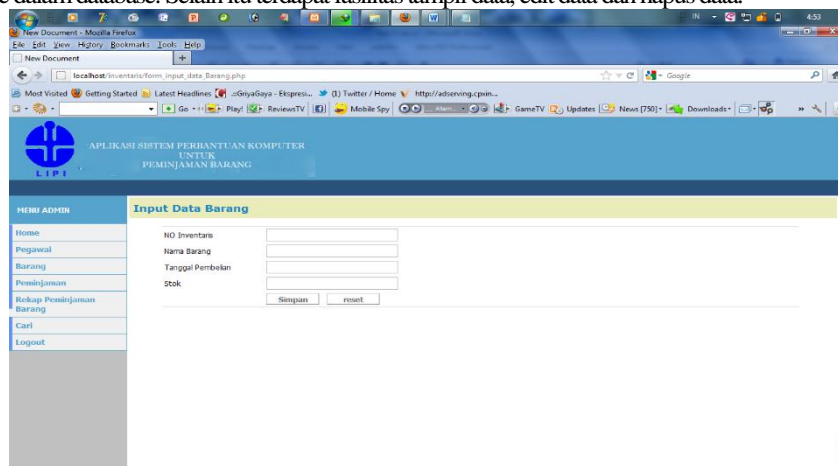 dalam database. Selain itu terdapat fasilitas tampil data, edit data dan hapus data.
IN
4:53
New Document - Mozilla Firefox
File Edit View History Bookmarks Tools Help
New Document
localhost/inventaris/form_input_data_Barang.php
Google
Most Visited Getting Started Latest Headlines .:GriyaGaya - Ekspresi... (1) Twitter / Home http://adserving.cpxin...
Go Play! ReviewsTV Mobile Spy GameTV Updates News [750] Downloads
LIPI
APLIKASI SISTEM PERBANTUAN KOMPUTER
UNTUK
PEMINJAMAN BARANG
MENU ADMIN
Input Data Barang
Home
Pegawai
Barang
Peminjaman
Rekap Peminjaman
Barang
Cari
Logout
NO Inventaris
Nama Barang
Tanggal Pembelian
Stok
Simpan reset